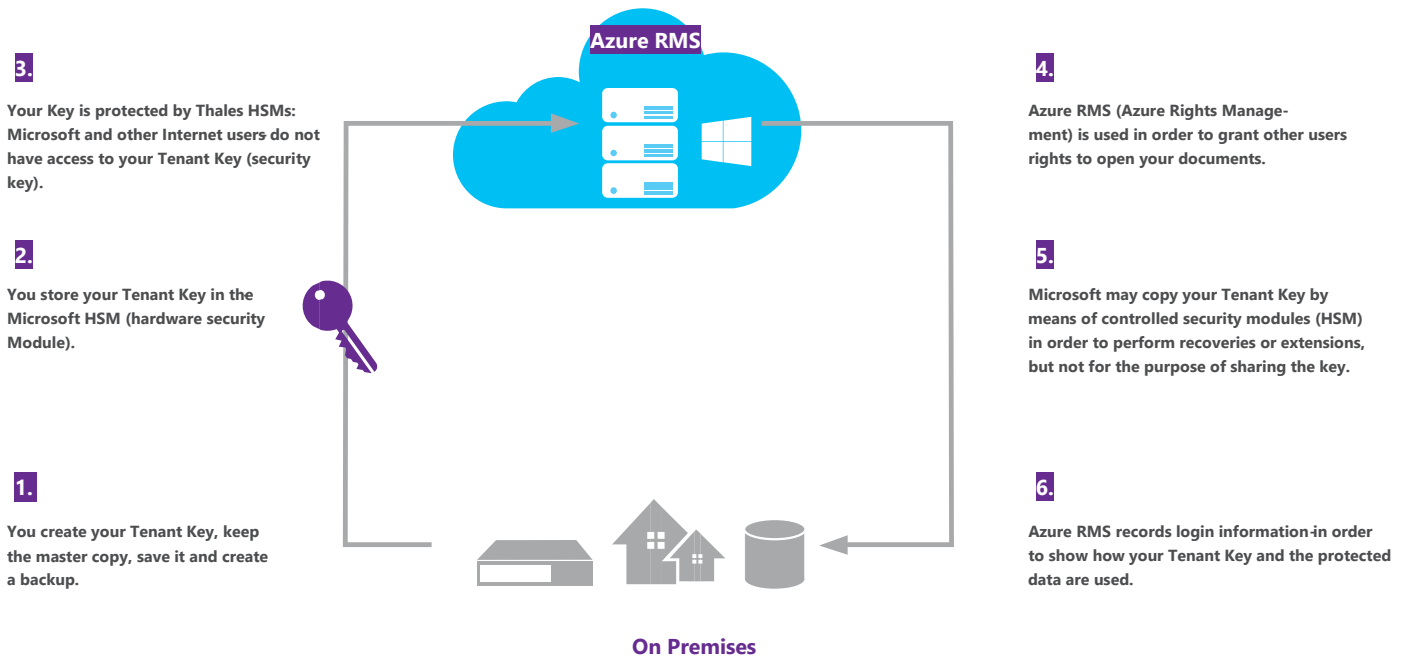 Azure RMS
3.
Your Key is protected by Thales HSMs:
Microsoft and other Internet users do not
have access to your Tenant Key (security
key).
2.
You store your Tenant Key in the
Microsoft HSM (hardware security
Module).
1.
You create your Tenant Key, keep
the master copy, save it and create
a backup.
4.
Azure RMS (Azure Rights Manage-
ment) is used in order to grant other users
rights to open your documents.
5.
Microsoft may copy your Tenant Key by
means of controlled security modules (HSM)
in order to perform recoveries or extensions,
but not for the purpose of sharing the key.
6.
Azure RMS records login information-in order
to show how your Tenant Key and the protected
data are used.
On Premises